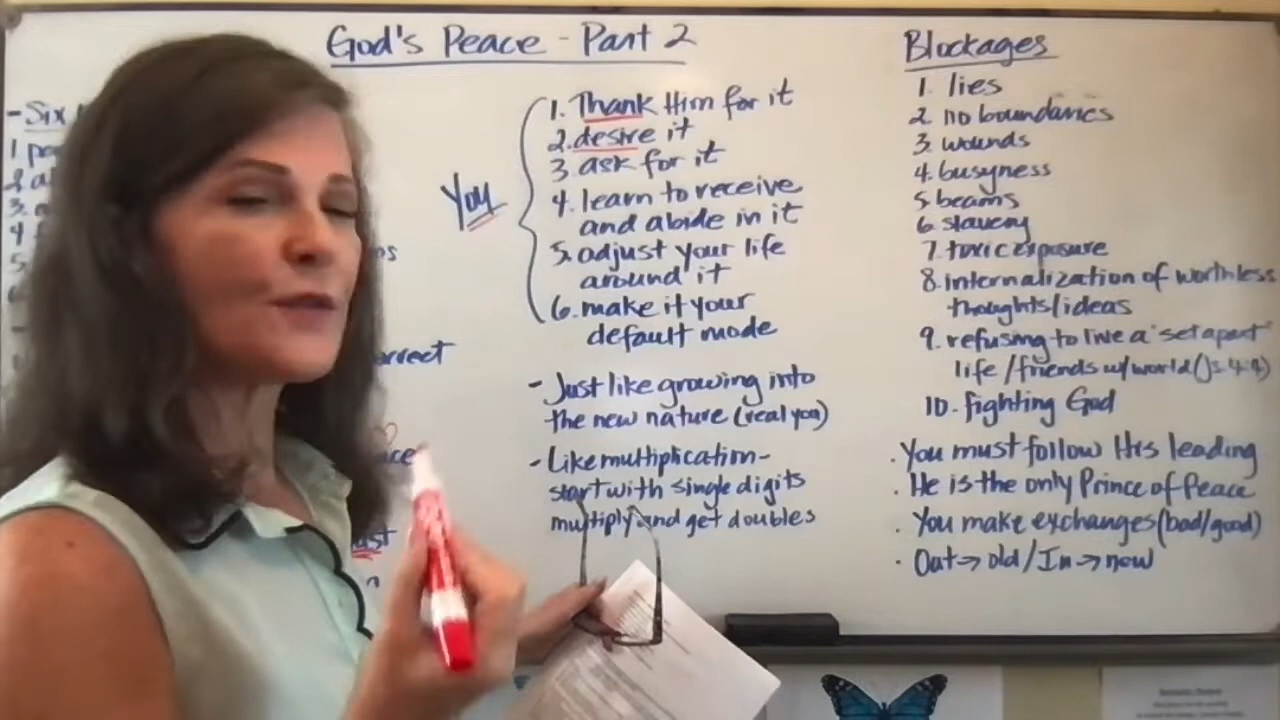 God's Peace - Part 2
- Six
1.
2.
3.
4.
5.
You
1. Thank Him for it
2. desire it
3. ask for it
4. learn to receive
and abide in it
5. adjust your life
around it
6. make it your
default mode
- Just like growing into
the new nature (real you)
- Like multiplication-
start with single digits
multiply and get doubles
Blockages
1. lies
2. no boundaries
3. wounds
4. busyness
5 beams
6. slavery
7. toxic exposure
8. internalization of worthless
thoughts/ideas
9. refusing to live a "set apart"
life/friends w/world (Js. 4:4)
10. fighting God
. You must follow His leading
. He is the only Prince of Peace
. You make exchanges (bad/good)
. Out → old / In → new